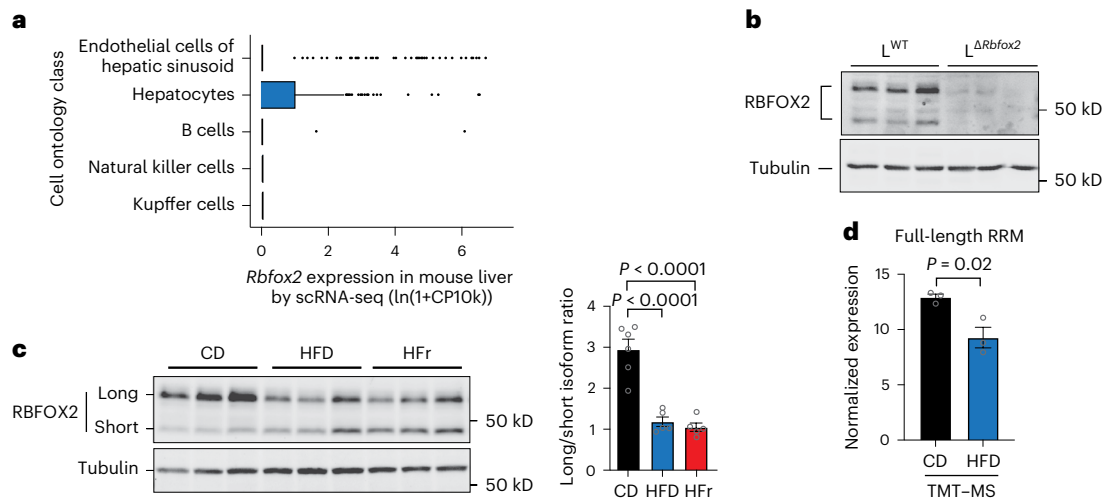 a
Endothelial cells of
hepatic sinusoid
Hepatocytes
B cells
Natural killer cells
Kupffer cells
Cell ontology class
0 2 4 6
Rbfox2 expression in mouse liver
by scRNA-seq (ln(1+CP10k))
b
L^WT L^ΔRbfox2
RBFOX2
50 kD
Tubulin
50 kD
c
CD HFD HFr
RBFOX2
Long
Short
50 kD
Tubulin
50 kD
P < 0.0001
P < 0.0001
Long/short isoform ratio
4
3
2
1
0
CD HFD HFr
d
Full-length RRM
P = 0.02
Normalized expression
15
10
5
0
CD HFD
TMT–MS